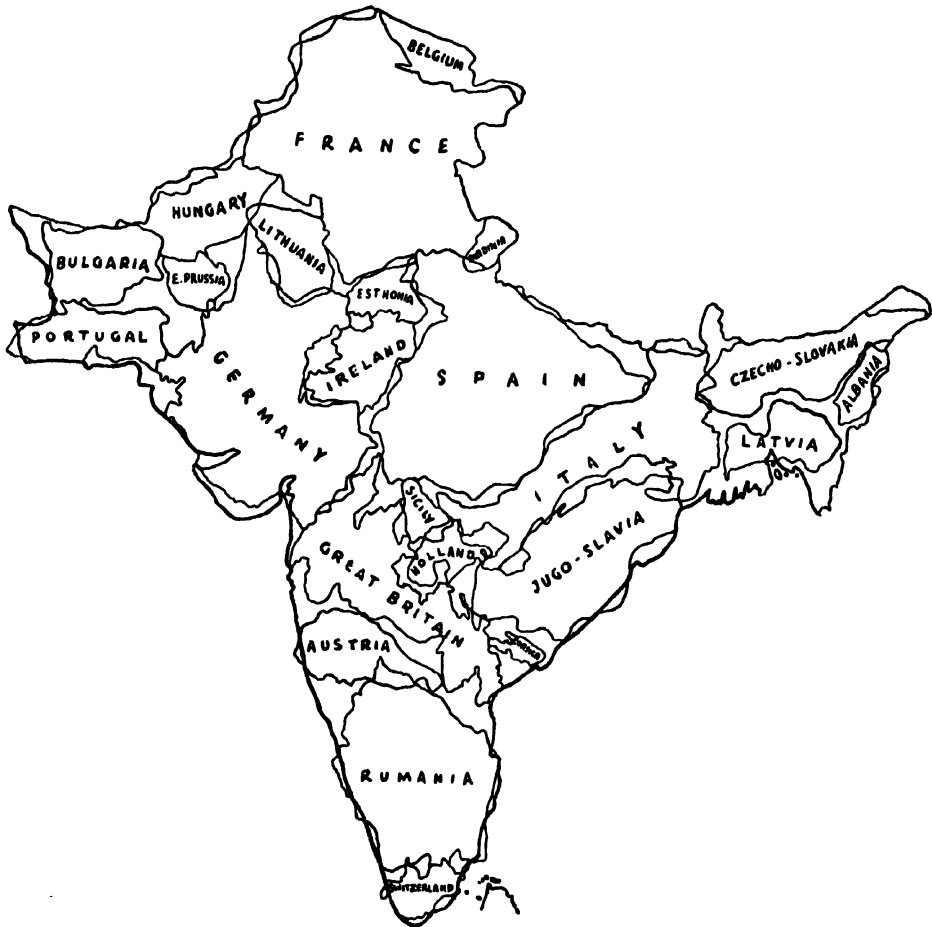 BELGIUM
FRANCE
HUNGARY
LITHUANIA
SARDINIA
BULGARIA
E. PRUSSIA
ESTHONIA
PORTUGAL
IRELAND
GERMANY
SPAIN
CZECHO-SLOVAKIA
ALBANIA
LATVIA
ITALY
SICILY
HOLLAND
JUGO-SLAVIA
GREAT BRITAIN
AUSTRIA
RUMANIA
SWITZERLAND